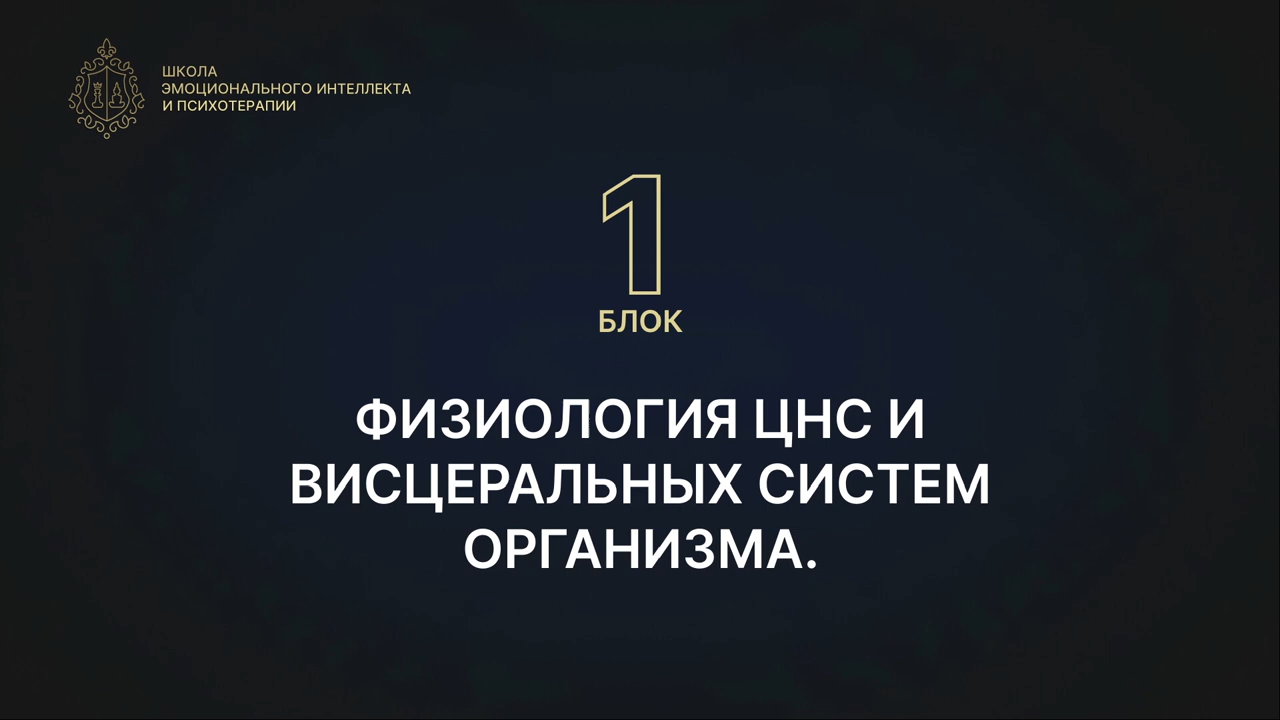 ШКОЛА
ЭМОЦИОНАЛЬНОГО ИНТЕЛЛЕКТА
И ПСИХОТЕРАПИИ
1
БЛОК
ФИЗИОЛОГИЯ ЦНС И
ВИСЦЕРАЛЬНЫХ СИСТЕМ
ОРГАНИЗМА.